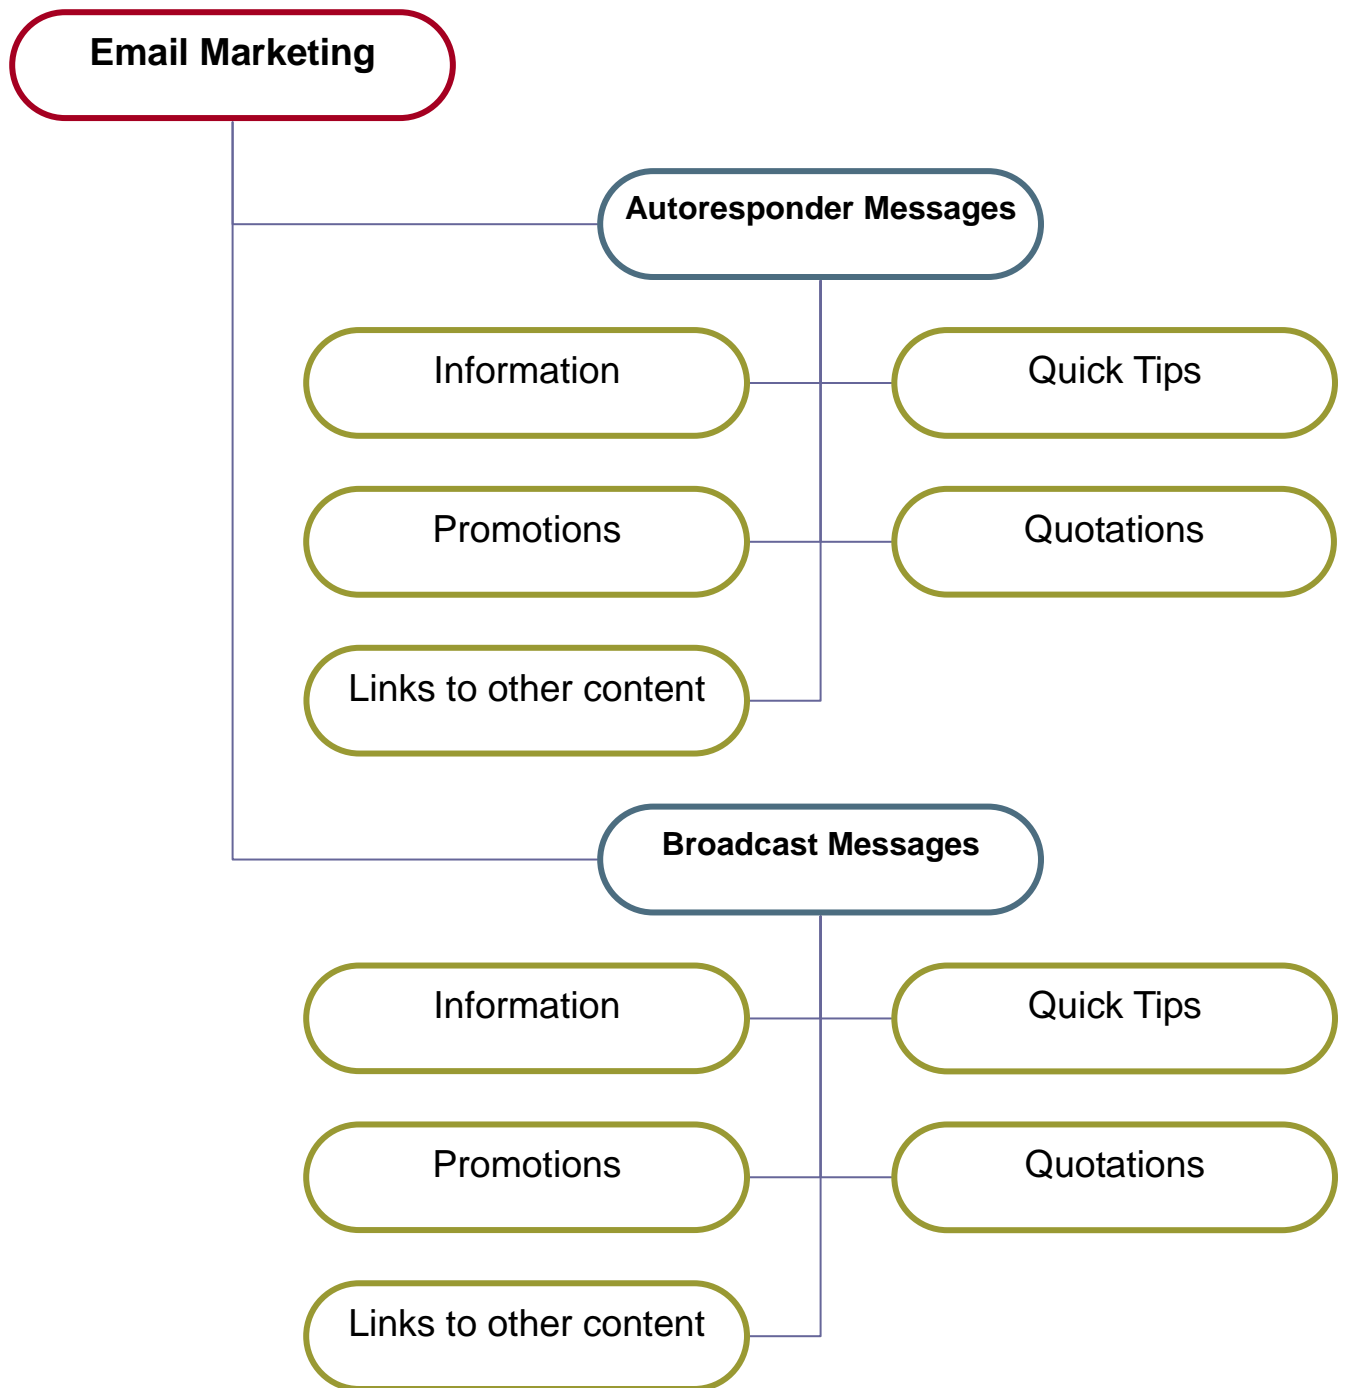 Email Marketing
Autoresponder Messages
Information
Quick Tips
Promotions
Quotations
Links to other content
Broadcast Messages
Information
Quick Tips
Promotions
Quotations
Links to other content